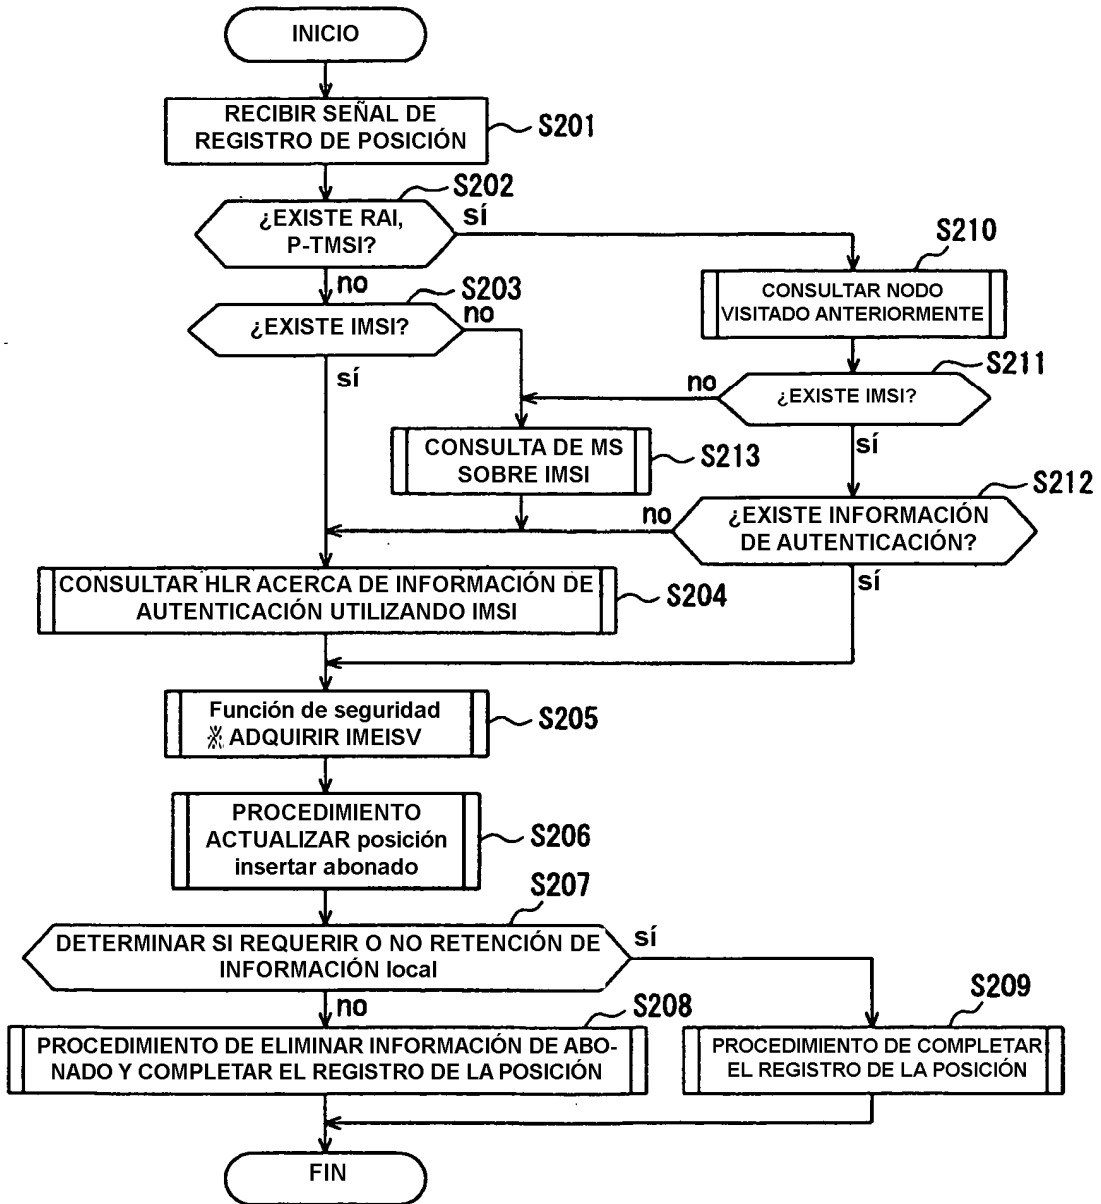 INICIO
RECIBIR SEÑAL DE
REGISTRO DE POSICIÓN
S201
S202
¿EXISTE RAI,
P-TMSI?
sí
no
S203
¿EXISTE IMSI?
no
sí
S210
CONSULTAR NODO
VISITADO ANTERIORMENTE
S211
¿EXISTE IMSI?
no
sí
CONSULTA DE MS
SOBRE IMSI
S213
S212
¿EXISTE INFORMACIÓN
DE AUTENTICACIÓN?
no
sí
CONSULTAR HLR ACERCA DE INFORMACIÓN DE
AUTENTICACIÓN UTILIZANDO IMSI
S204
Función de seguridad
※ ADQUIRIR IMEISV
S205
PROCEDIMIENTO
ACTUALIZAR posición
insertar abonado
S206
S207
DETERMINAR SI REQUERIR O NO RETENCIÓN DE
INFORMACIÓN local
sí
no
S208
PROCEDIMIENTO DE ELIMINAR INFORMACIÓN DE ABO-
NADO Y COMPLETAR EL REGISTRO DE LA POSICIÓN
S209
PROCEDIMIENTO DE COMPLETAR
EL REGISTRO DE LA POSICIÓN
FIN